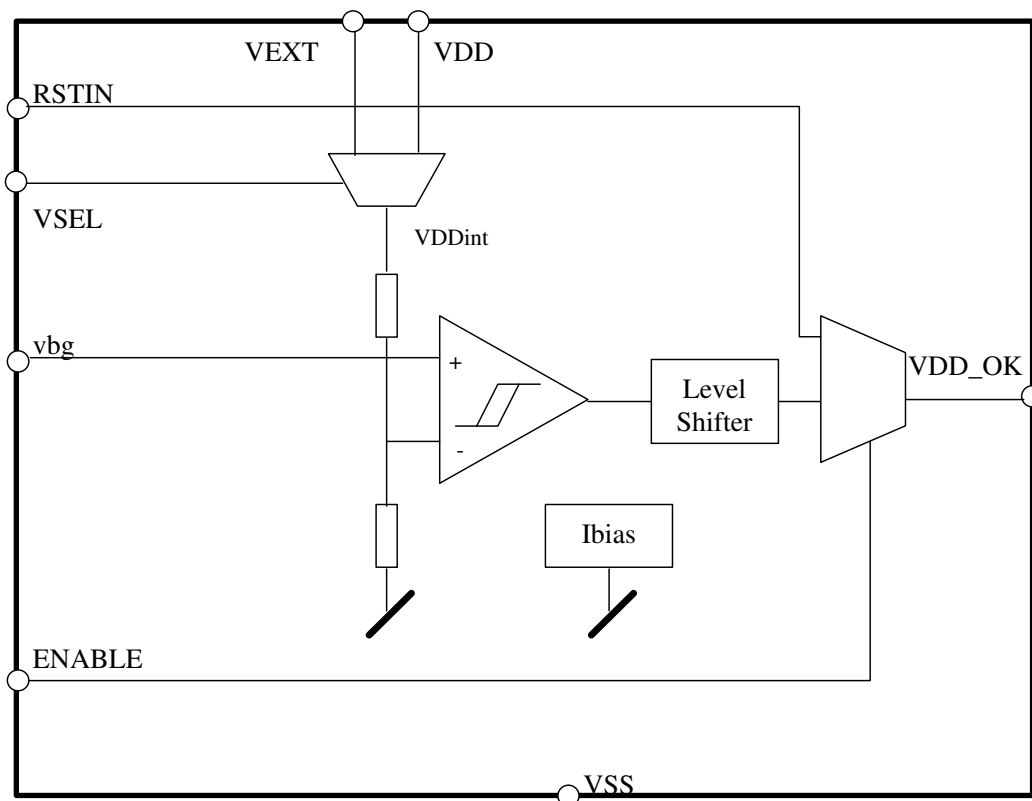 VEXT
VDD
RSTIN
VSEL
VDDint
vbg
+
-
Level
Shifter
VDD_OK
Ibias
ENABLE
VSS